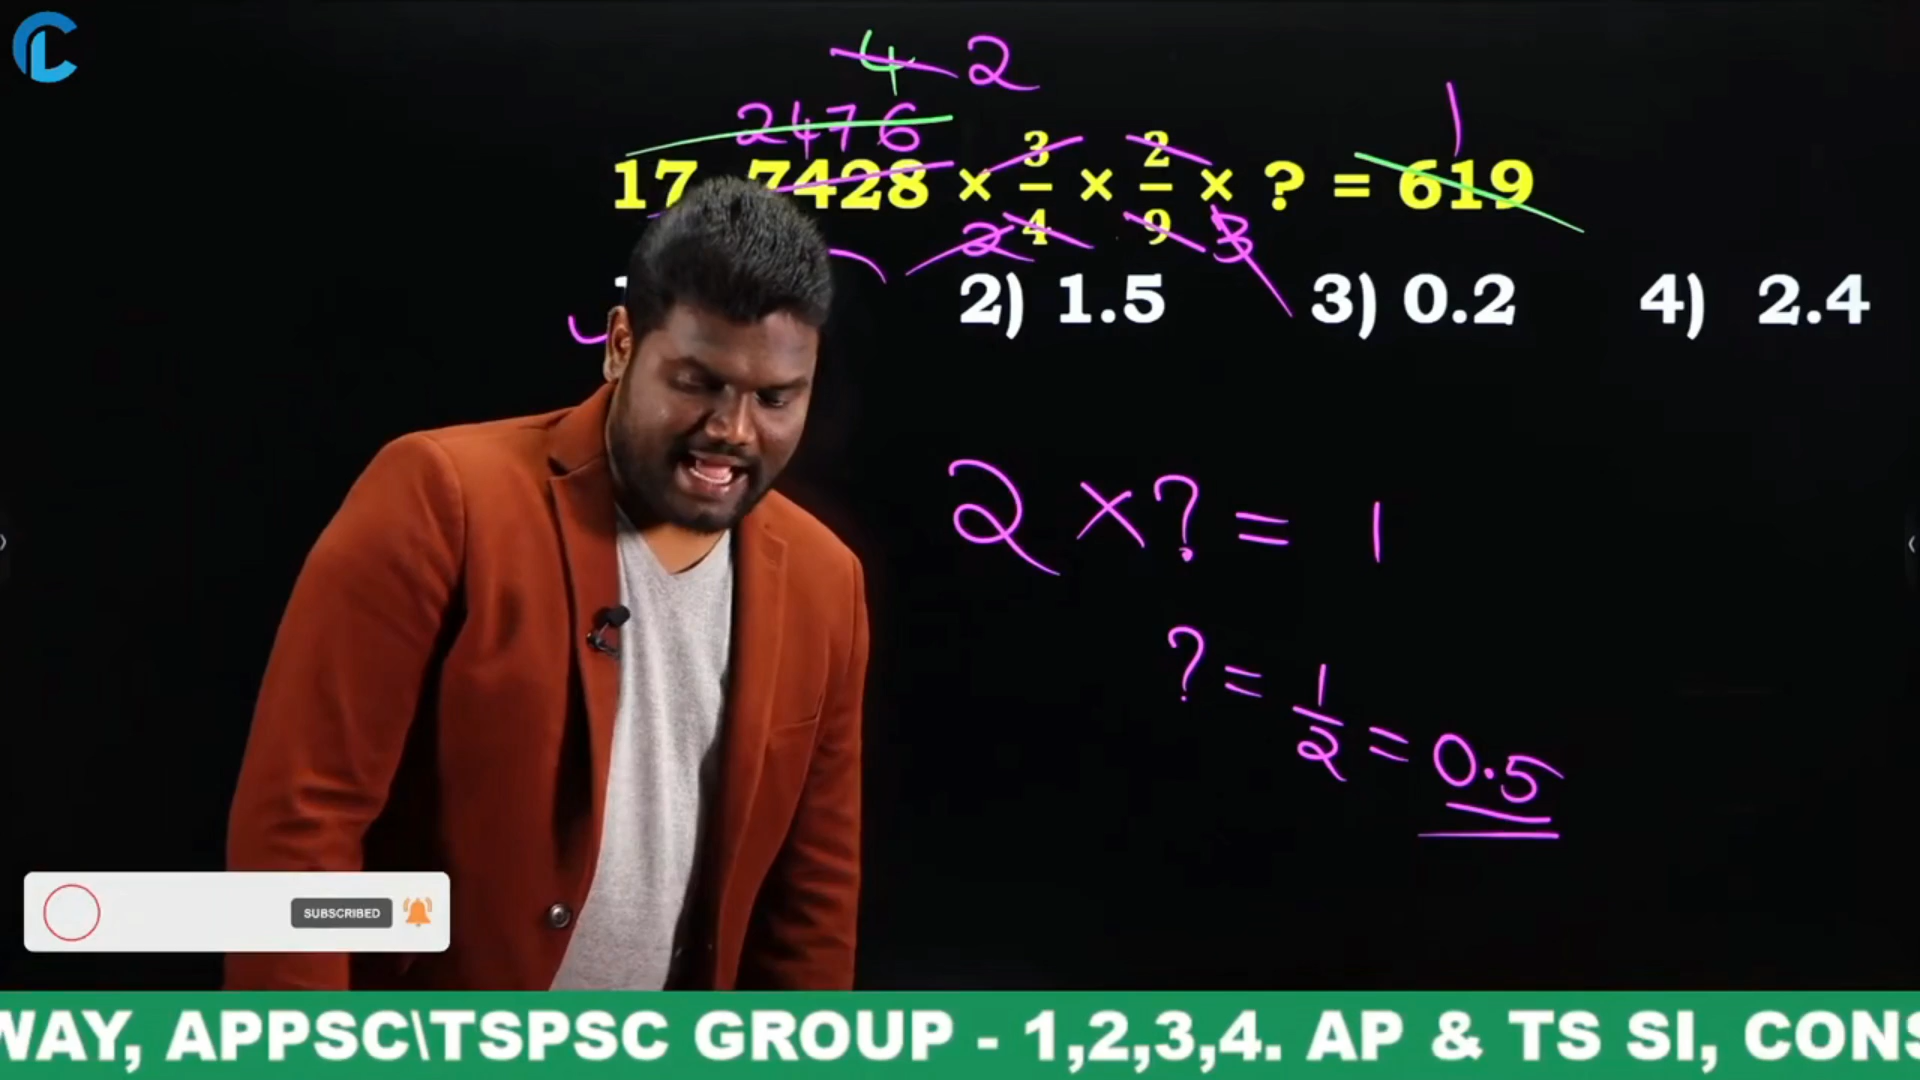 4 2
2476 1
17 7428 × 3/4 × 2/9 × ? = 619
2 3
2) 1.5 3) 0.2 4) 2.4
2 × ? = 1
? = 1/2 = 0.5
SUBSCRIBED
WAY, APPSC\TSPSC GROUP - 1,2,3,4. AP & TS SI, CONS